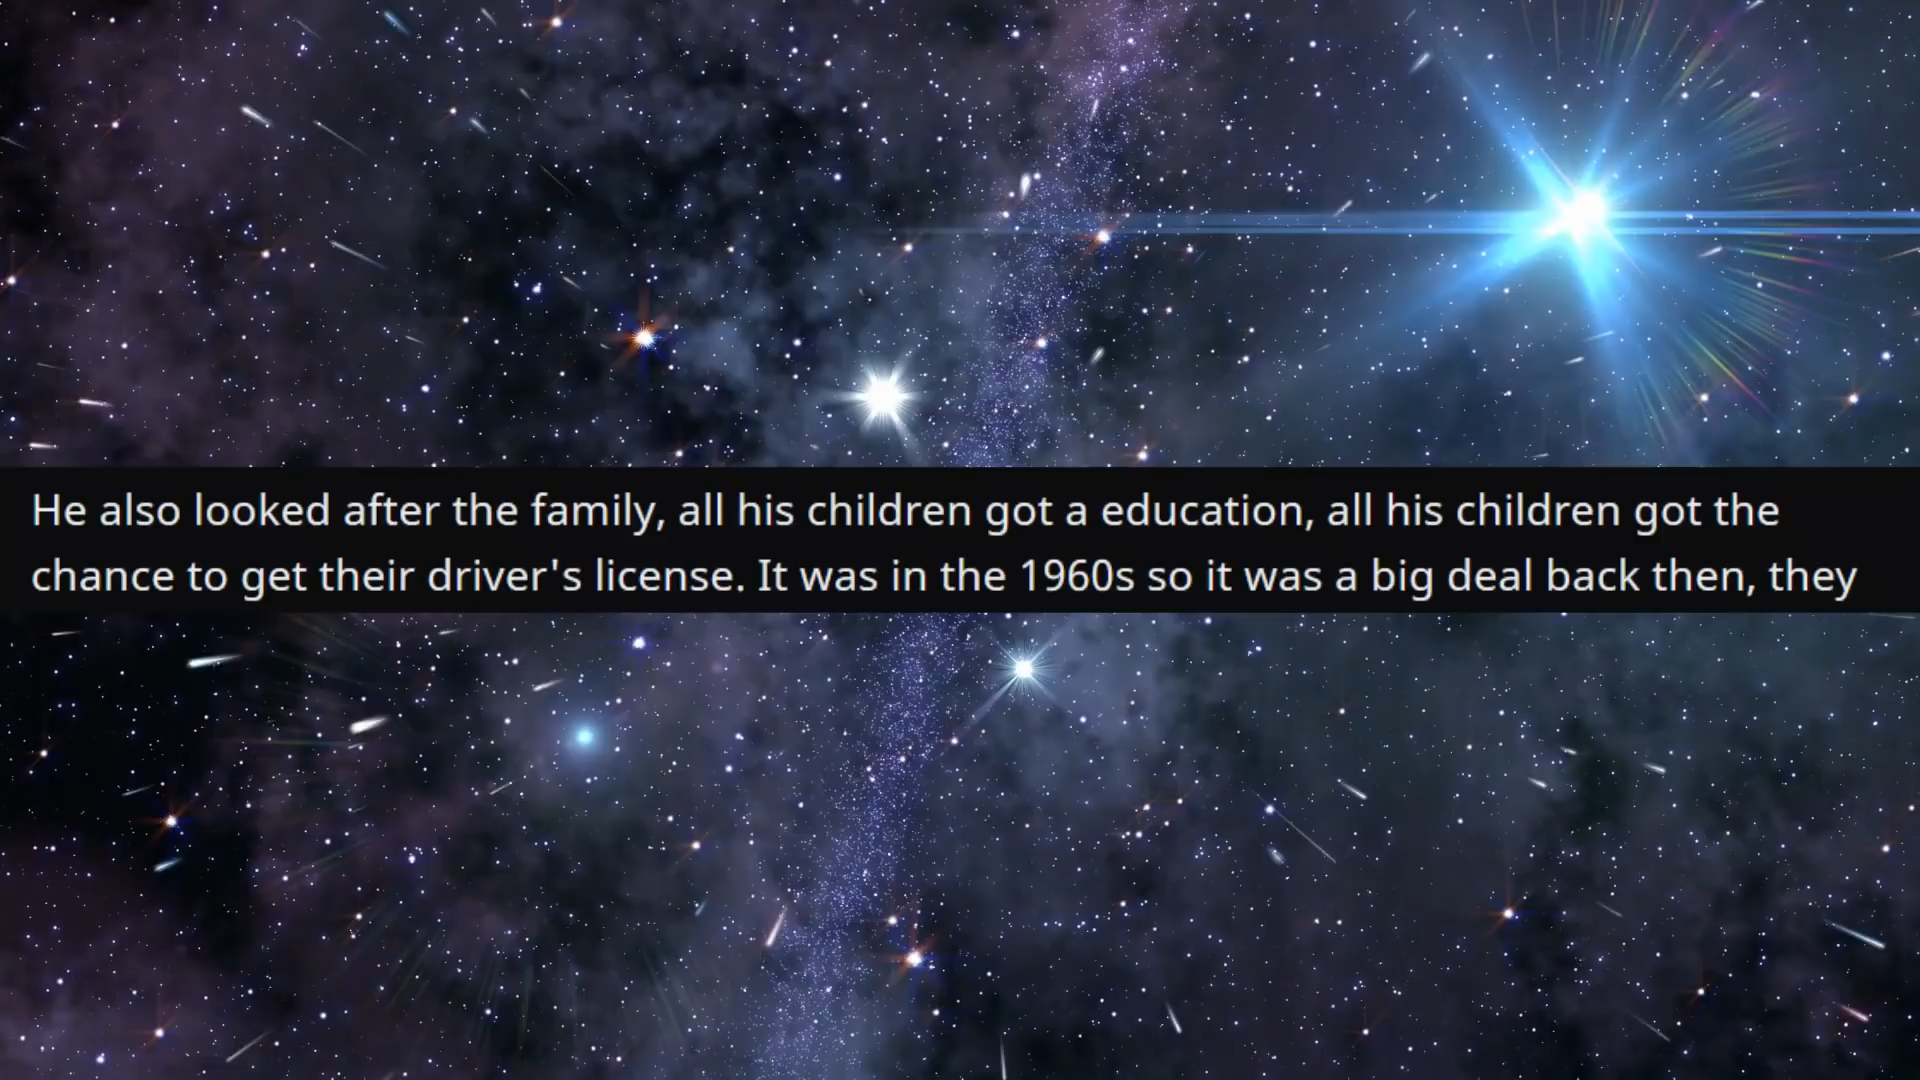 He also looked after the family, all his children got a education, all his children got the
chance to get their driver's license. It was in the 1960s so it was a big deal back then, they